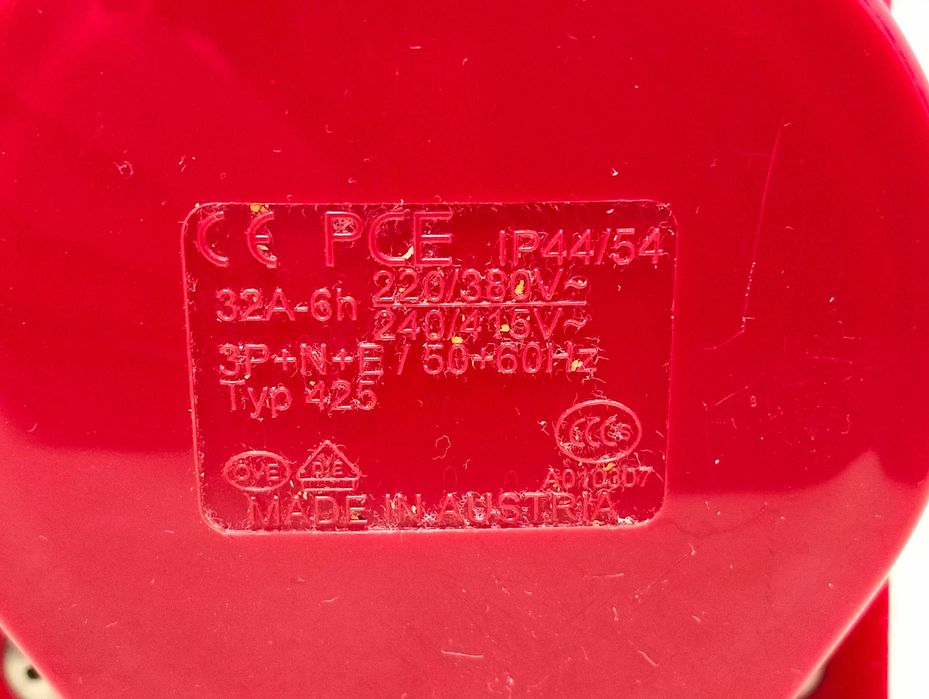 CE PCE IP44/54
32A-6h 220/380V~
240/415V~
3P+N+E / 50+60Hz
Typ 425
CCC S
ÖVE ÖVE
A010307
MADE IN AUSTRIA